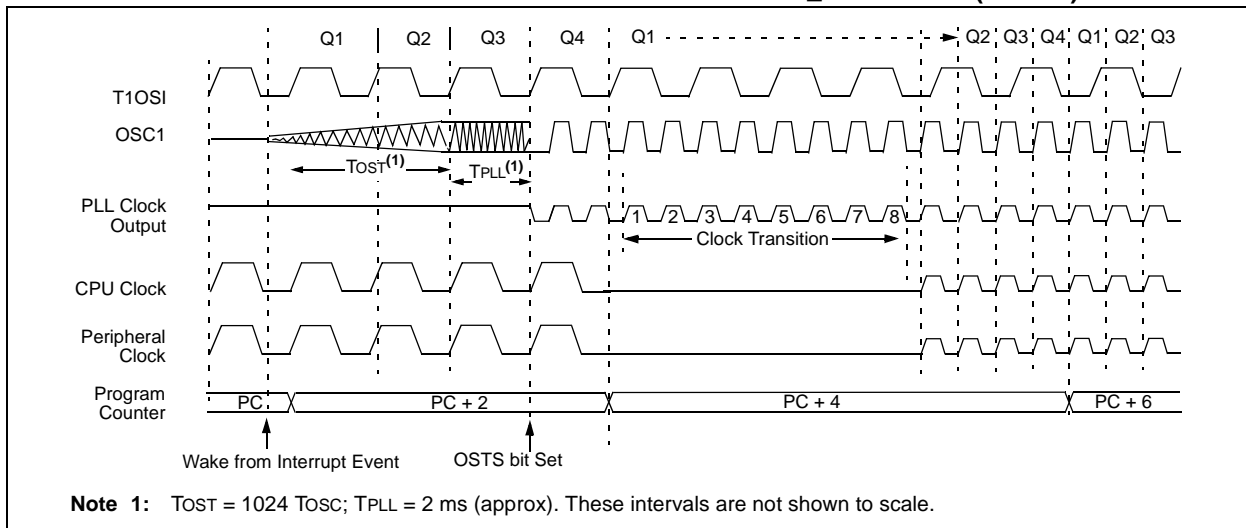 Q1 Q2 Q3 Q4 Q1 Q2 Q3 Q4 Q1 Q2 Q3
T1OSI
OSC1
TOST(1) TPLL(1)
PLL Clock
Output
1 2 3 4 5 6 7 8
Clock Transition
CPU Clock
Peripheral
Clock
Program
Counter
PC PC + 2 PC + 4 PC + 6
Wake from Interrupt Event OSTS bit Set
Note 1: TOST = 1024 TOSC; TPLL = 2 ms (approx). These intervals are not shown to scale.